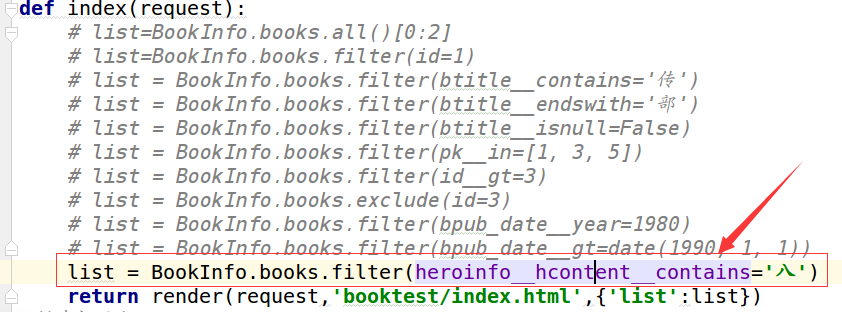 def index(request):
# list=BookInfo.books.all()[0:2]
# list=BookInfo.books.filter(id=1)
# list = BookInfo.books.filter(btitle__contains='传')
# list = BookInfo.books.filter(btitle__endswith='部')
# list = BookInfo.books.filter(btitle__isnull=False)
# list = BookInfo.books.filter(pk__in=[1, 3, 5])
# list = BookInfo.books.filter(id__gt=3)
# list = BookInfo.books.exclude(id=3)
# list = BookInfo.books.filter(bpub_date__year=1980)
# list = BookInfo.books.filter(bpub_date__gt=date(1990, 1, 1))
list = BookInfo.books.filter(heroinfo__hcontent__contains='八')
return render(request,'booktest/index.html',{'list':list})